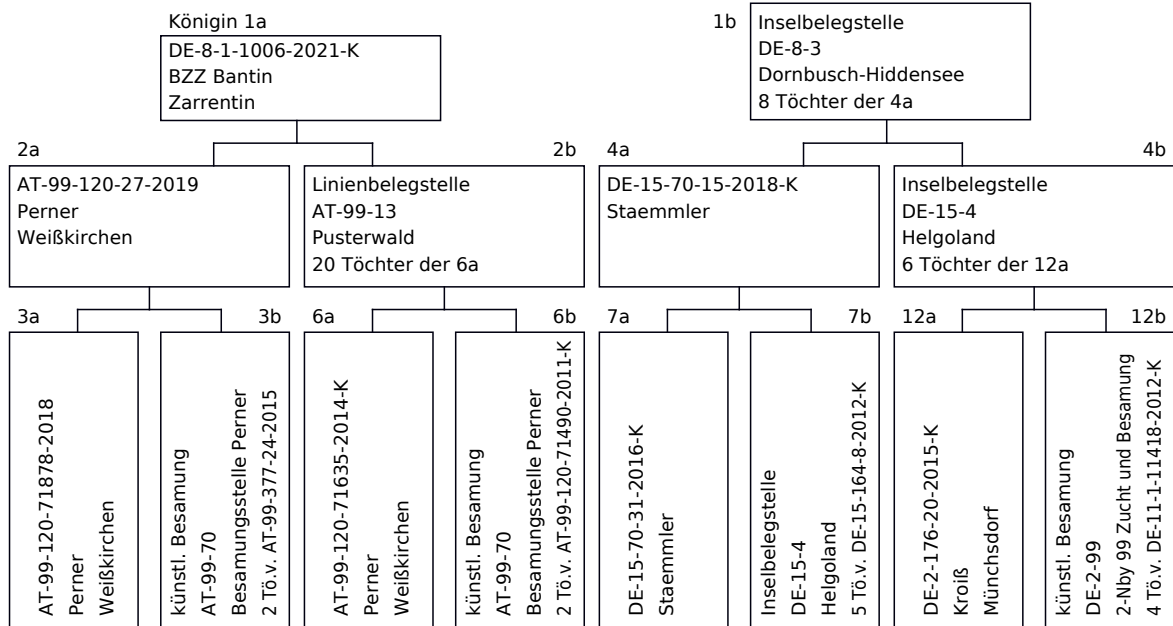 Königin 1a
DE-8-1-1006-2021-K
BZZ Bantin
Zarrentin
1b
Inselbelegstelle
DE-8-3
Dornbusch-Hiddensee
8 Töchter der 4a
2a
AT-99-120-27-2019
Perner
Weißkirchen
2b
Linienbelegstelle
AT-99-13
Pusterwald
20 Töchter der 6a
4a
DE-15-70-15-2018-K
Staemmler
4b
Inselbelegstelle
DE-15-4
Helgoland
6 Töchter der 12a
3a
AT-99-120-71878-2018
Perner
Weißkirchen
3b
künstl. Besamung
AT-99-70
Besamungsstelle Perner
2 Tö.v. AT-99-377-24-2015
6a
AT-99-120-71635-2014-K
Perner
Weißkirchen
6b
künstl. Besamung
AT-99-70
Besamungsstelle Perner
2 Tö.v. AT-99-120-71490-2011-K
7a
DE-15-70-31-2016-K
Staemmler
7b
Inselbelegstelle
DE-15-4
Helgoland
5 Tö.v. DE-15-164-8-2012-K
12a
DE-2-176-20-2015-K
Kroiß
Münchsdorf
12b
künstl. Besamung
DE-2-99
2-Nby 99 Zucht und Besamung
4 Tö.v. DE-11-1-11418-2012-K